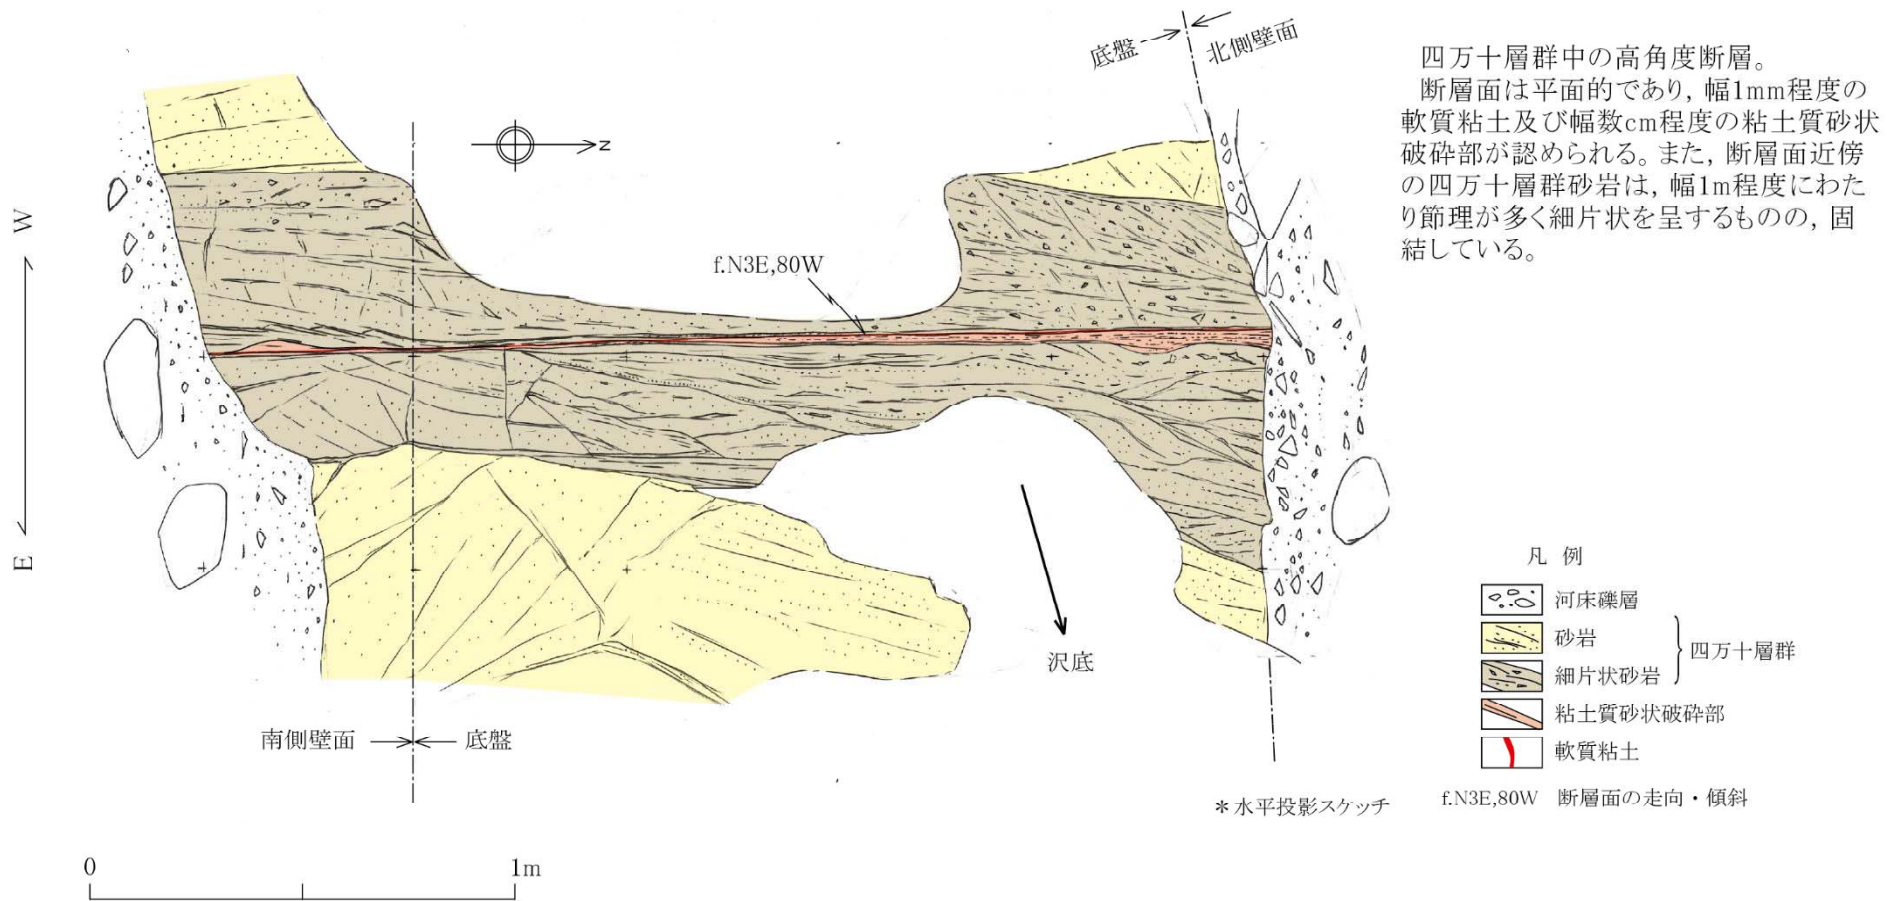 底盤
北側壁面
四万十層群中の高角度断層。
断層面は平面的であり，幅1mm程度の
軟質粘土及び幅数cm程度の粘土質砂状
破砕部が認められる。また，断層面近傍
の四万十層群砂岩は，幅1m程度にわた
り節理が多く細片状を呈するものの，固
結している。
N
W
E
f.N3E,80W
沢底
南側壁面
底盤
凡 例
河床礫層
砂岩
細片状砂岩
四万十層群
粘土質砂状破砕部
軟質粘土
f.N3E,80W 断層面の走向・傾斜
＊水平投影スケッチ
0 1m